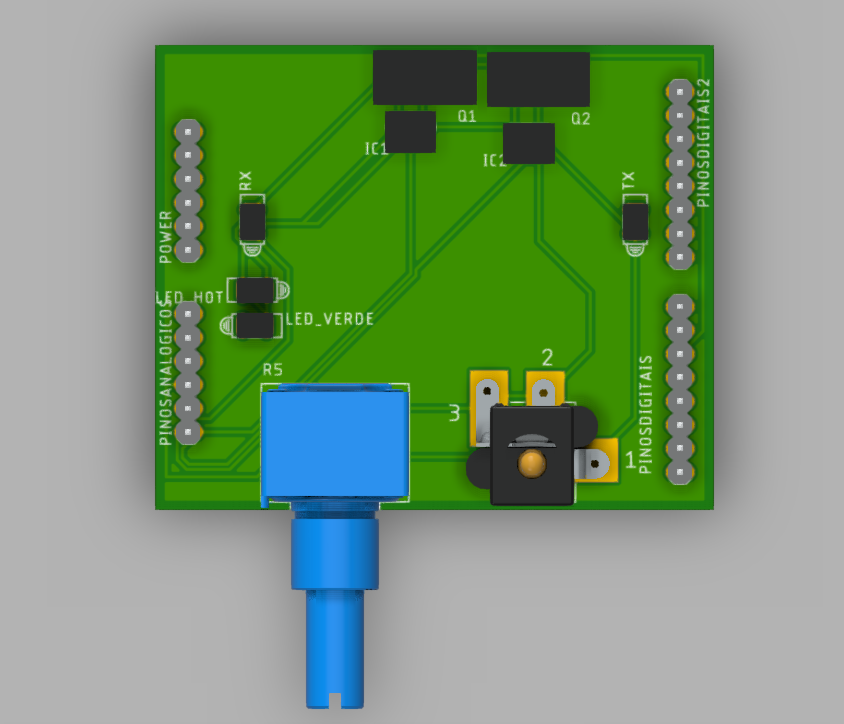 PINOSDIGITAIS2
Q1
Q2
IC1
IC2
RX
TX
POWER
LED_HOT
LED_VERDE
PINOSANALOGICOS
2
R5
3
PINOSDIGITAIS
1